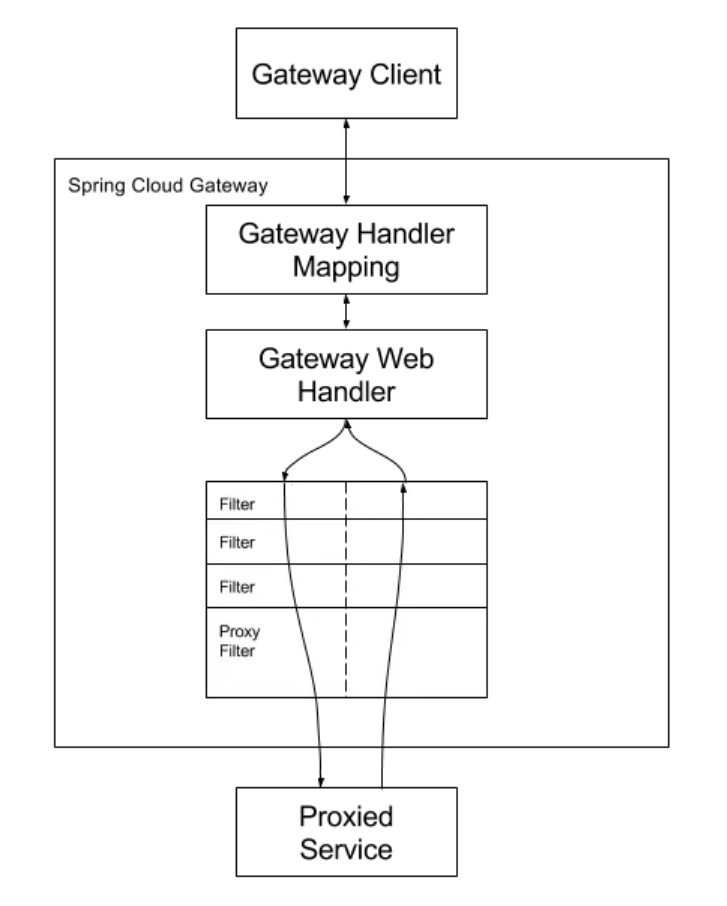 Gateway Client
Spring Cloud Gateway
Gateway Handler
Mapping
Gateway Web
Handler
Filter
Filter
Filter
Proxy
Filter
Proxied
Service